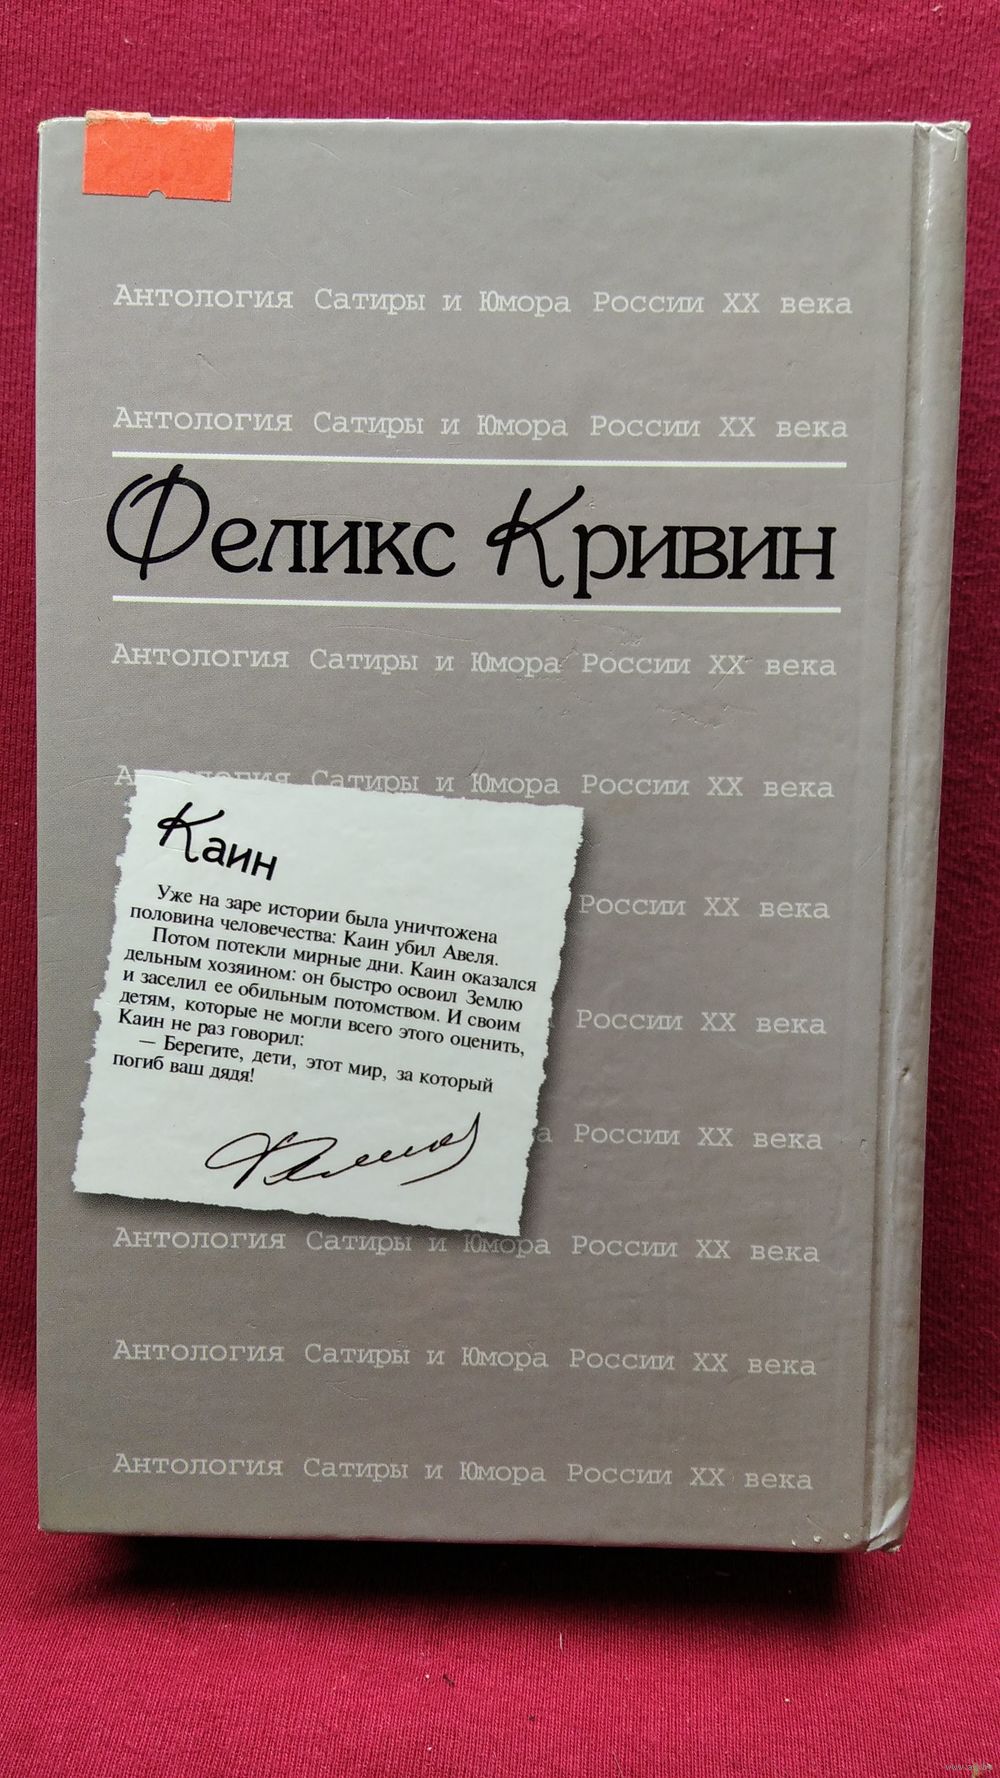 Антология Сатиры и Юмора России XX века
Антология Сатиры и Юмора России XX века
Феликс Кривин
Антология Сатиры и Юмора России XX века
Антология Сатиры и Юмора России XX века
Каин
Уже на заре истории была уничтожена
половина человечества: Каин убил Авеля.
Потом потекли мирные дни. Каин оказался
дельным хозяином: он быстро освоил Землю
и заселил ее обильным потомством. И своим
детям, которые не могли всего этого оценить,
Каин не раз говорил:
— Берегите, дети, этот мир, за который
погиб ваш дядя!
России XX века
России XX века
а России XX века
Антология Сатиры и Юмора России XX века
Антология Сатиры и Юмора России XX века
Антология Сатиры и Юмора России XX века